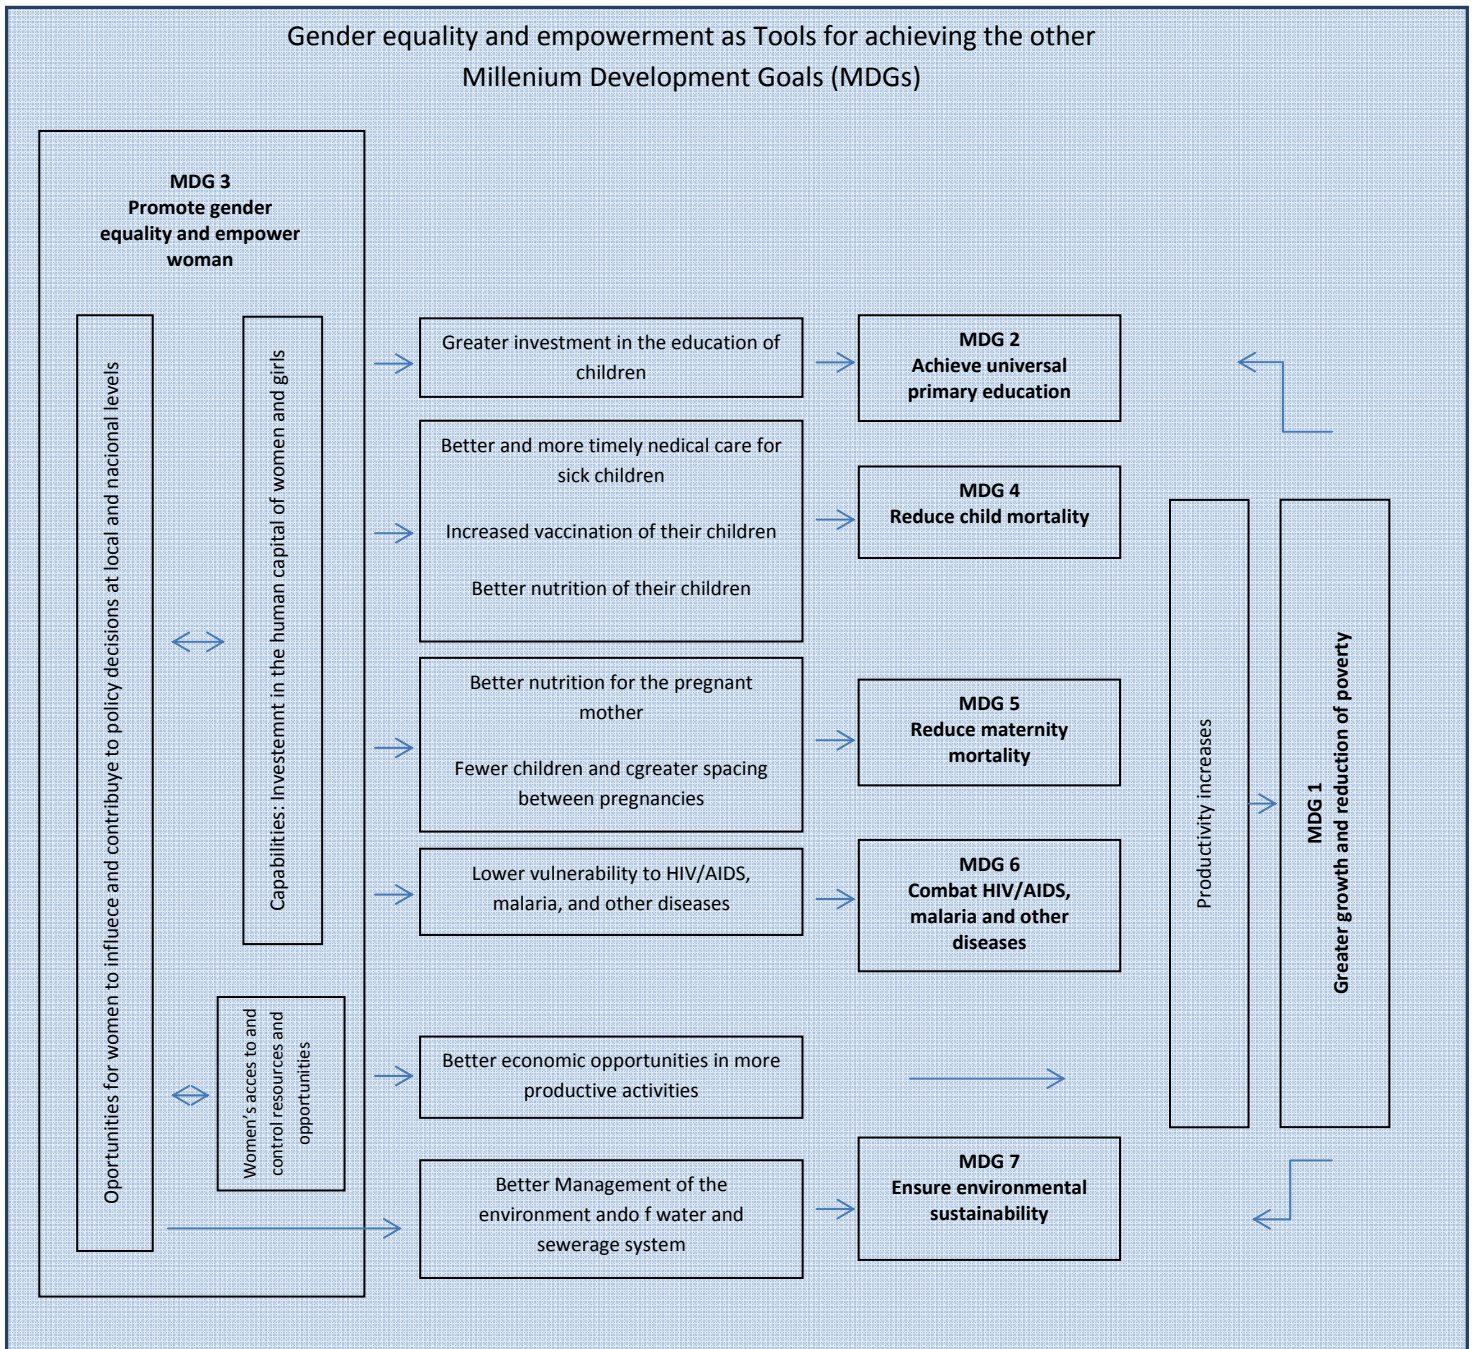 Gender equality and empowerment as Tools for achieving the other
Millenium Development Goals (MDGs)
MDG 3
Promote gender
equality and empower
woman
Oportunities for women to influece and contribuye to policy decisions at local and nacional levels
Capabilities: Investemnt in the human capital of women and girls
Women's acces to and
control resources and
opportunities
Greater investment in the education of
children
MDG 2
Achieve universal
primary education
Better and more timely nedical care for
sick children
Increased vaccination of their children
Better nutrition of their children
MDG 4
Reduce child mortality
Better nutrition for the pregnant
mother
Fewer children and cgreater spacing
between pregnancies
MDG 5
Reduce maternity
mortality
Lower vulnerability to HIV/AIDS,
malaria, and other diseases
MDG 6
Combat HIV/AIDS,
malaria and other
diseases
Better economic opportunities in more
productive activities
Better Management of the
environment ando f water and
sewerage system
MDG 7
Ensure environmental
sustainability
Productivity increases
MDG 1
Greater growth and reduction of poverty